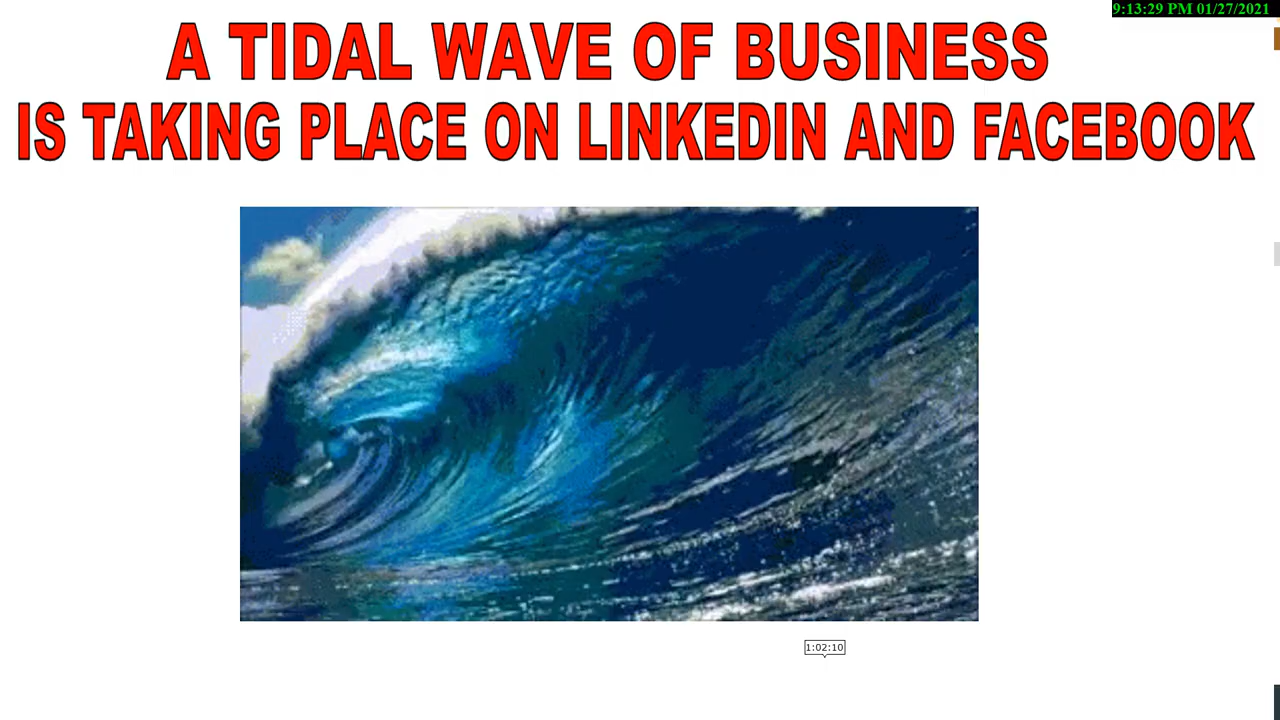 9:13:29 PM 01/27/2021
A TIDAL WAVE OF BUSINESS
IS TAKING PLACE ON LINKEDIN AND FACEBOOK
1:02:10